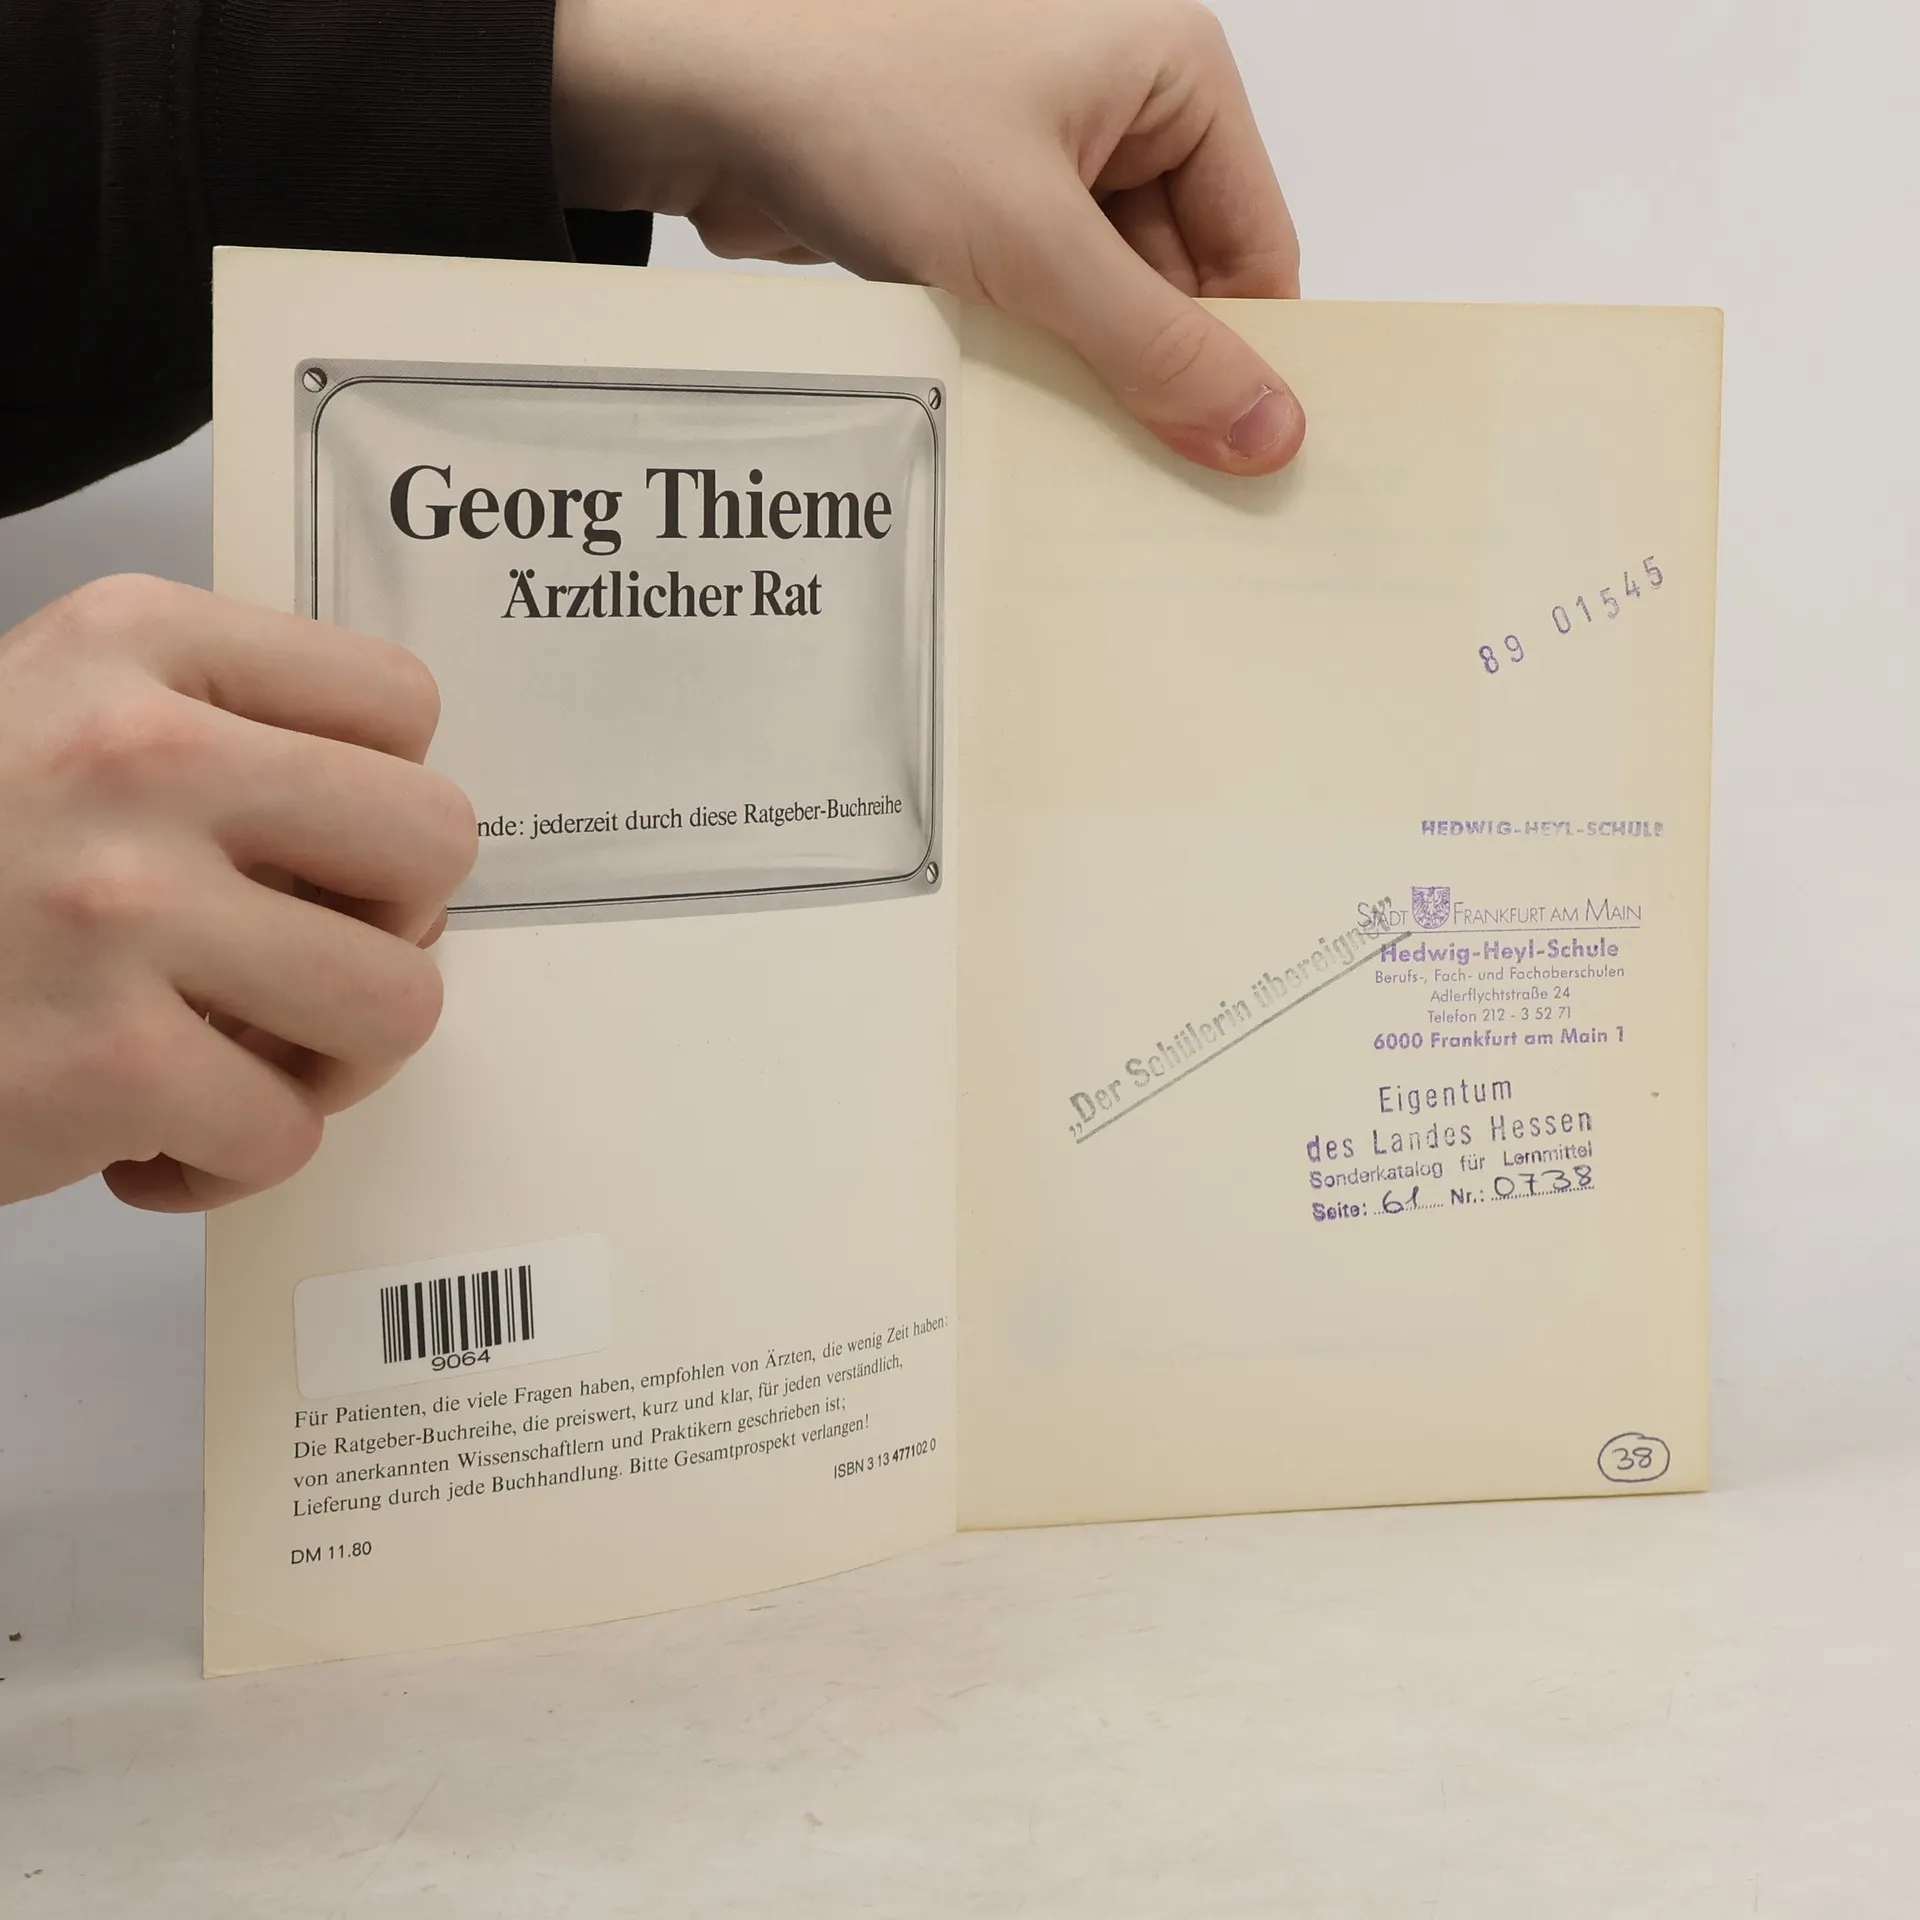 Georg Thieme
Ärztlicher Rat
nde: jederzeit durch diese Ratgeber-Buchreihe
9064
Für Patienten, die viele Fragen haben, empfohlen von Ärzten, die wenig Zeit haben:
Die Ratgeber-Buchreihe, die preiswert, kurz und klar, für jeden verständlich,
von anerkannten Wissenschaftlern und Praktikern geschrieben ist;
Lieferung durch jede Buchhandlung. Bitte Gesamtprospekt verlangen!
ISBN 3 13 477102 0
DM 11.80
89 01545
HEDWIG-HEYL-SCHULE
STADT FRANKFURT AM MAIN
Hedwig-Heyl-Schule
Berufs-, Fach- und Fachoberschulen
Adlerflychtstraße 24
Telefon 212 - 3 52 71
6000 Frankfurt am Main 1
„Der Schülerin übereignet"
Eigentum
des Landes Hessen
Sonderkatalog für Lernmittel
Seite: 61 Nr.: 0738
38